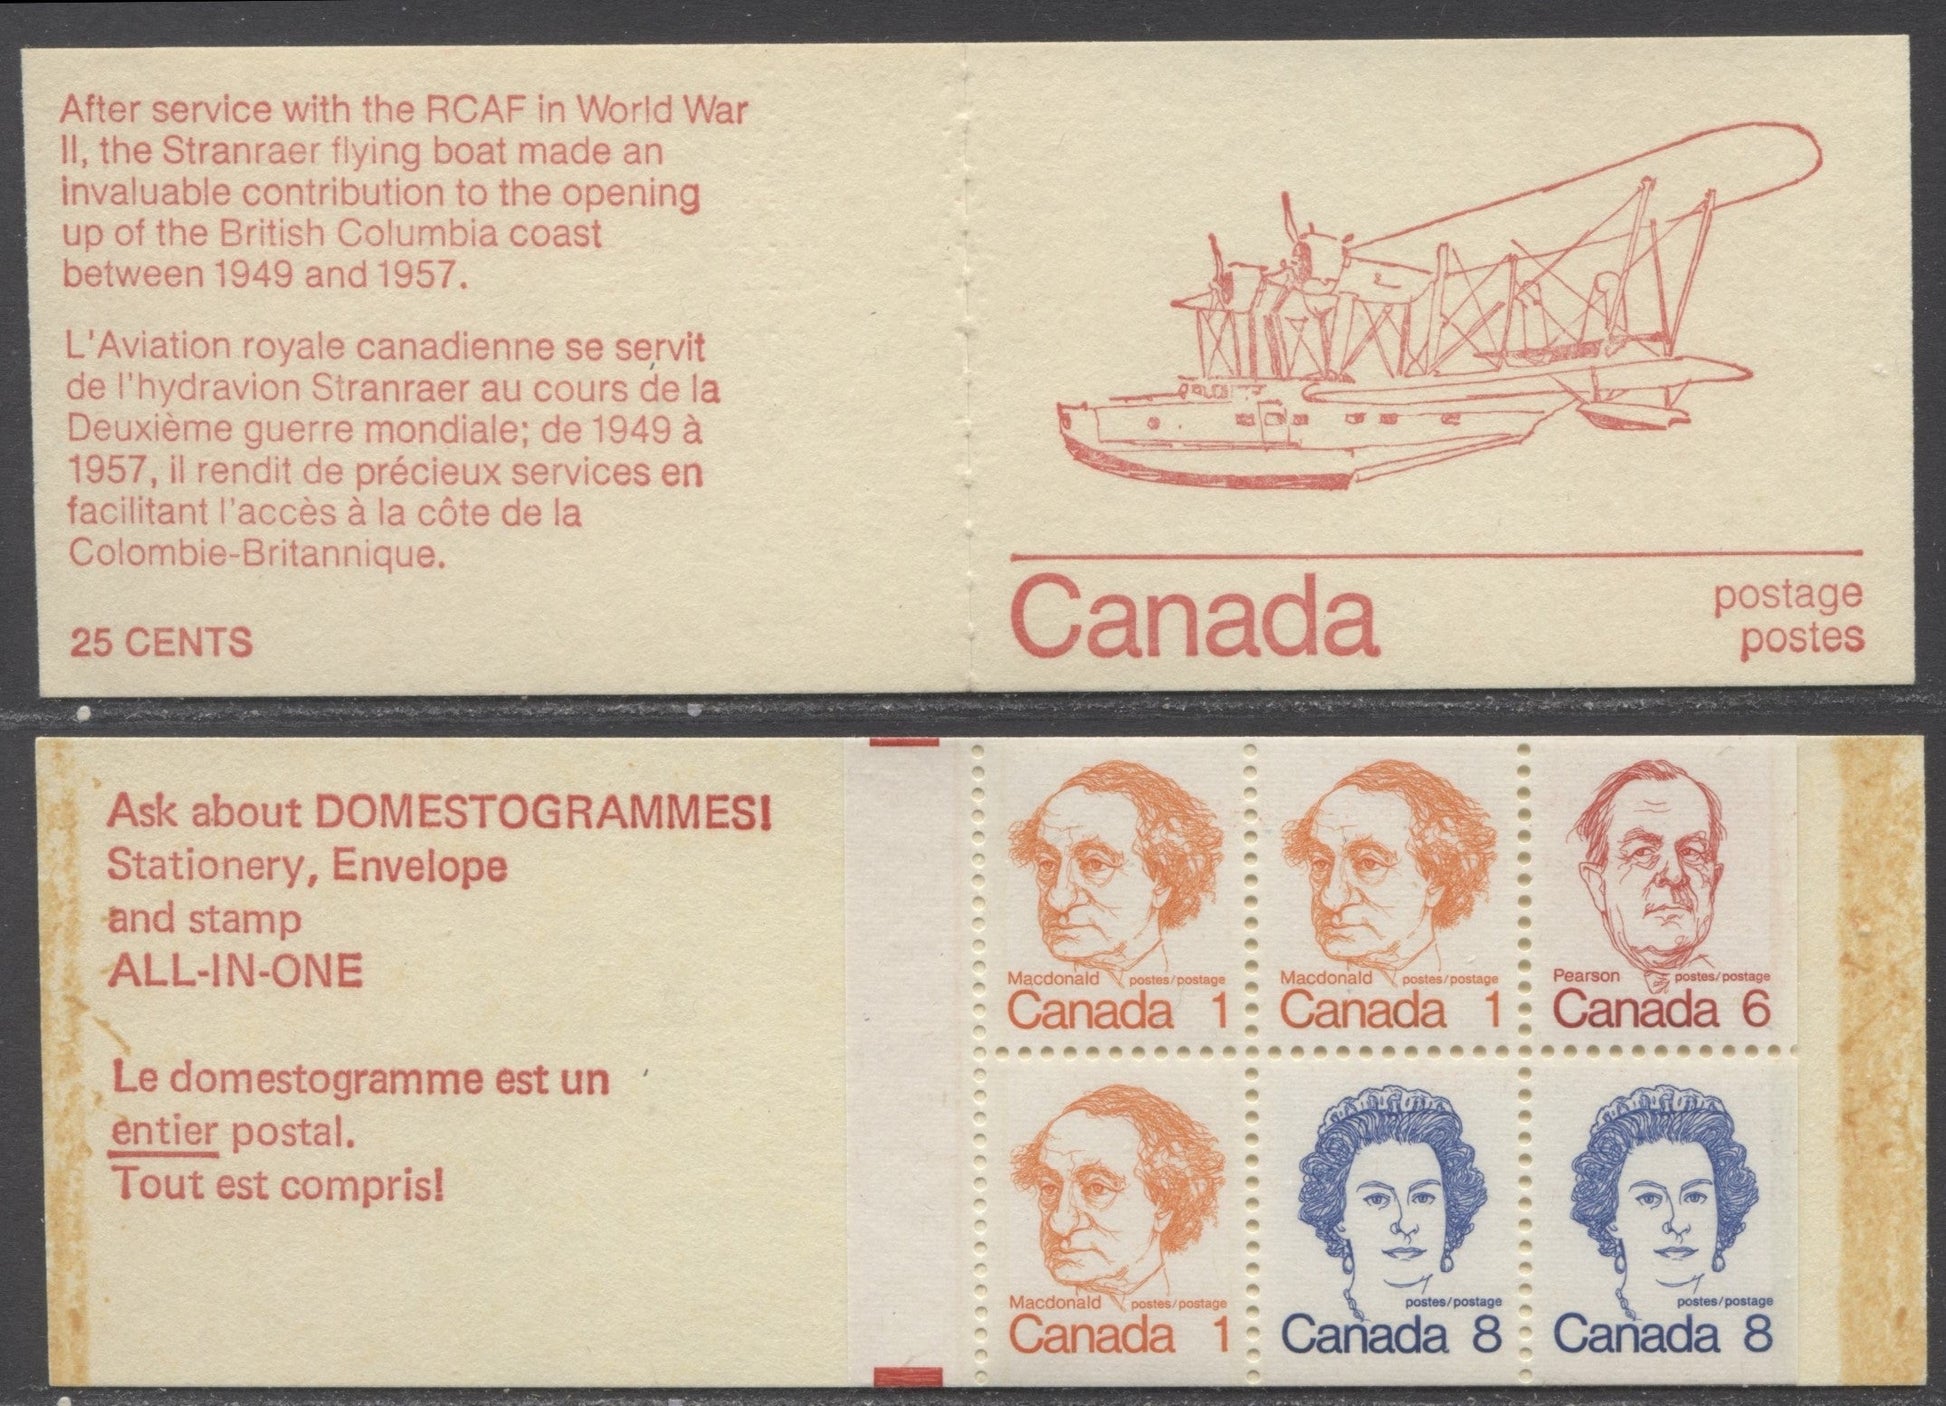 After service with the RCAF in World War
II, the Stranraer flying boat made an
invaluable contribution to the opening
up of the British Columbia coast
between 1949 and 1957.
L'Aviation royale canadienne se servit
de l'hydravion Stranraer au cours de la
Deuxième guerre mondiale; de 1949 à
1957, il rendit de précieux services en
facilitant l'accès à la côte de la
Colombie-Britannique.
25 CENTS
Canada
postage
postes
Ask about DOMESTOGRAMMES!
Stationery, Envelope
and stamp
ALL-IN-ONE
Le domestogramme est un
entier postal.
Tout est compris!
Macdonald postes/postage
Canada 1
Macdonald postes/postage
Canada 1
Pearson postes/postage
Canada 6
Macdonald postes/postage
Canada 1
postes/postage
Canada 8
postes/postage
Canada 8